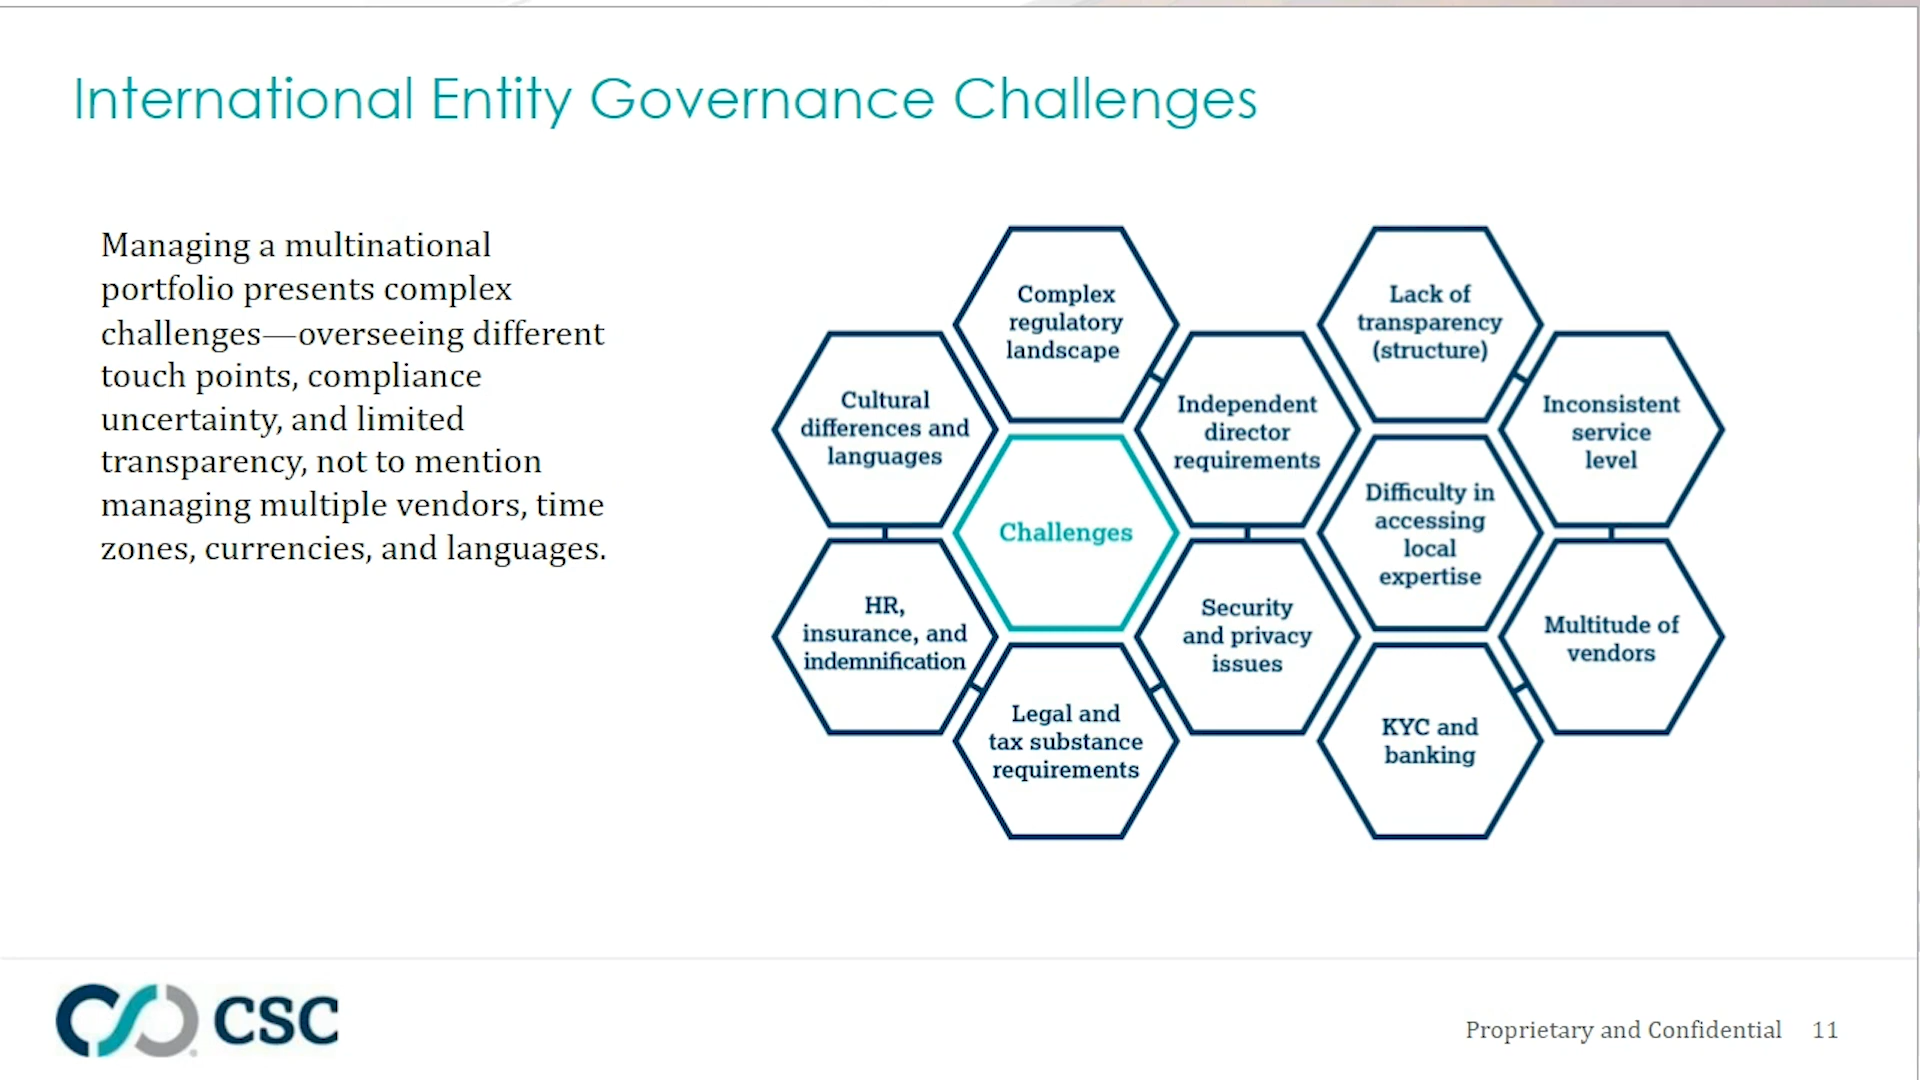 International Entity Governance Challenges
Managing a multinational
portfolio presents complex
challenges—overseeing different
touch points, compliance
uncertainty, and limited
transparency, not to mention
managing multiple vendors, time
zones, currencies, and languages.
Complex
regulatory
landscape
Lack of
transparency
(structure)
Cultural
differences and
languages
Independent
director
requirements
Inconsistent
service
level
Challenges
Difficulty in
accessing
local
expertise
HR,
insurance, and
indemnification
Security
and privacy
issues
Multitude of
vendors
Legal and
tax substance
requirements
KYC and
banking
CSC
Proprietary and Confidential 11